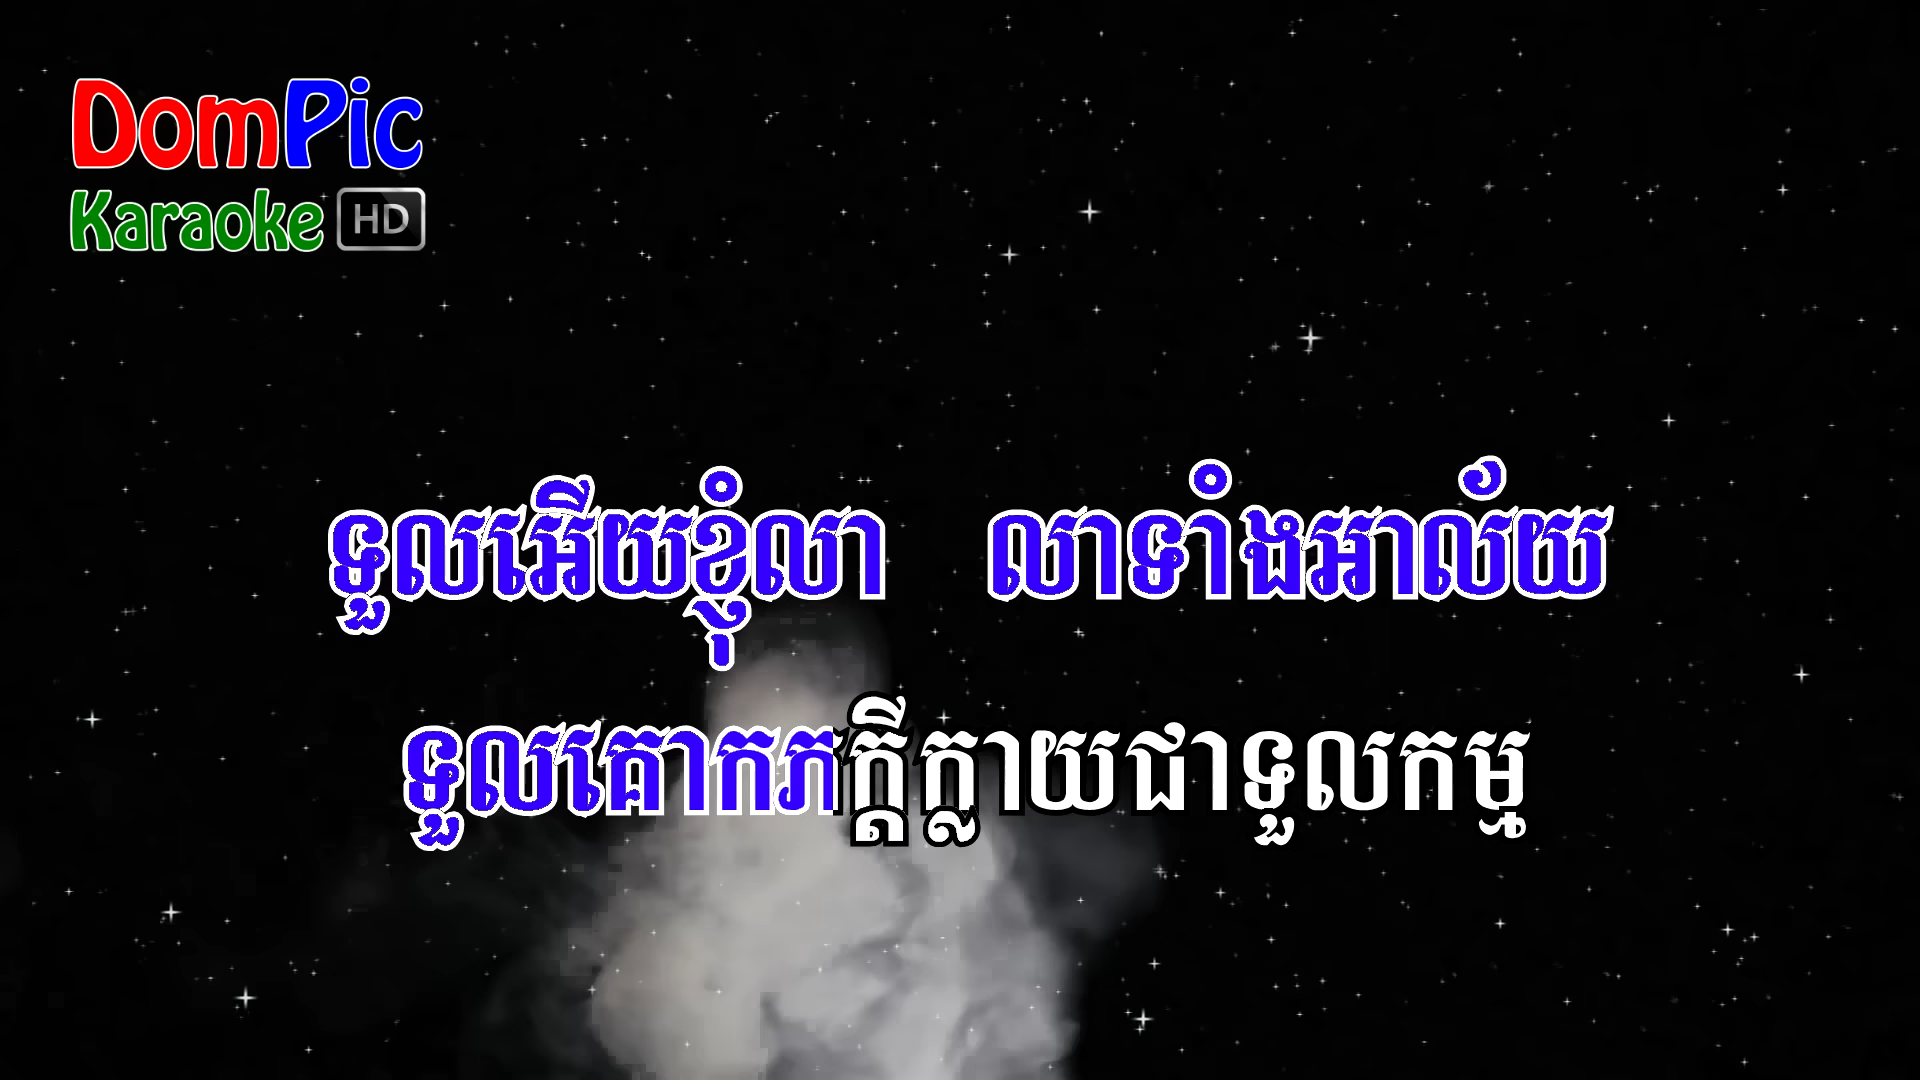 DomPic
Karaoke HD
ទួលអើយខ្ញុំលា លាទាំងអាល័យ
ទួលគោកភក្ដីក្លាយជាទួលកម្ម